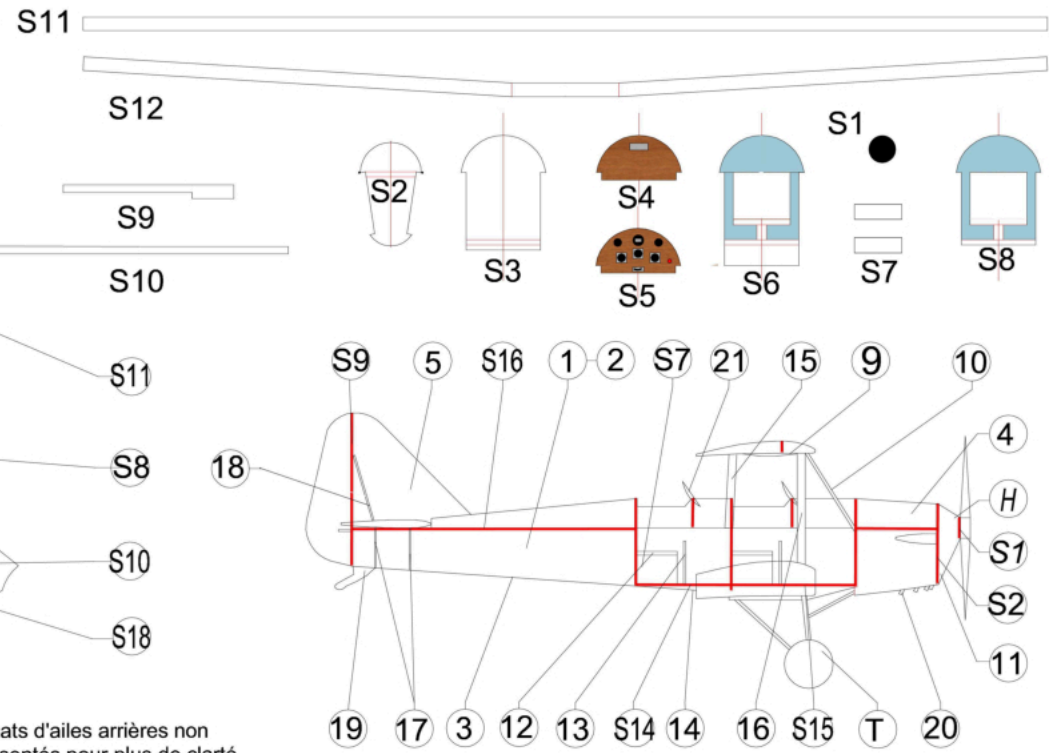 S11
S12
S1
S2
S4
S9
S3
S5
S6
S7
S8
S10
S11
S9 5 S16 1 2 S7 21 15 9 10
4
S8
18
H
S1
S10
S2
S18
11
19 17 3 12 13 S14 14 16 S15 T 20
ats d'ailes arrières non